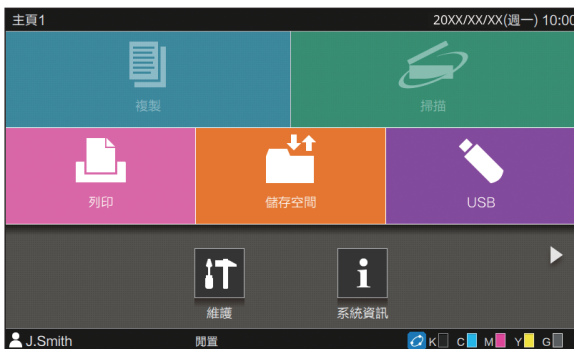 主頁1 20XX/XX/XX(週一) 10:00
複製 掃描
列印 儲存空間 USB
維護 系統資訊
J.Smith 閒置 K C M Y G